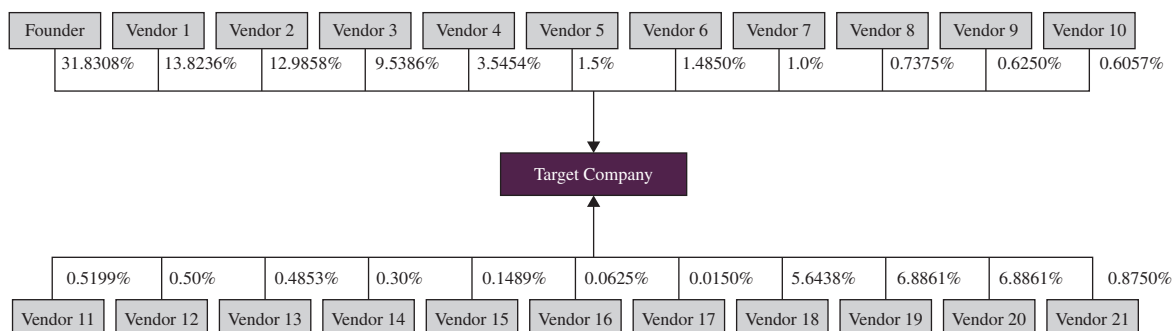 Founder Vendor 1 Vendor 2 Vendor 3 Vendor 4 Vendor 5 Vendor 6 Vendor 7 Vendor 8 Vendor 9 Vendor 10
31.8308% 13.8236% 12.9858% 9.5386% 3.5454% 1.5% 1.4850% 1.0% 0.7375% 0.6250% 0.6057%
Target Company
0.5199% 0.50% 0.4853% 0.30% 0.1489% 0.0625% 0.0150% 5.6438% 6.8861% 6.8861% 0.8750%
Vendor 11 Vendor 12 Vendor 13 Vendor 14 Vendor 15 Vendor 16 Vendor 17 Vendor 18 Vendor 19 Vendor 20 Vendor 21